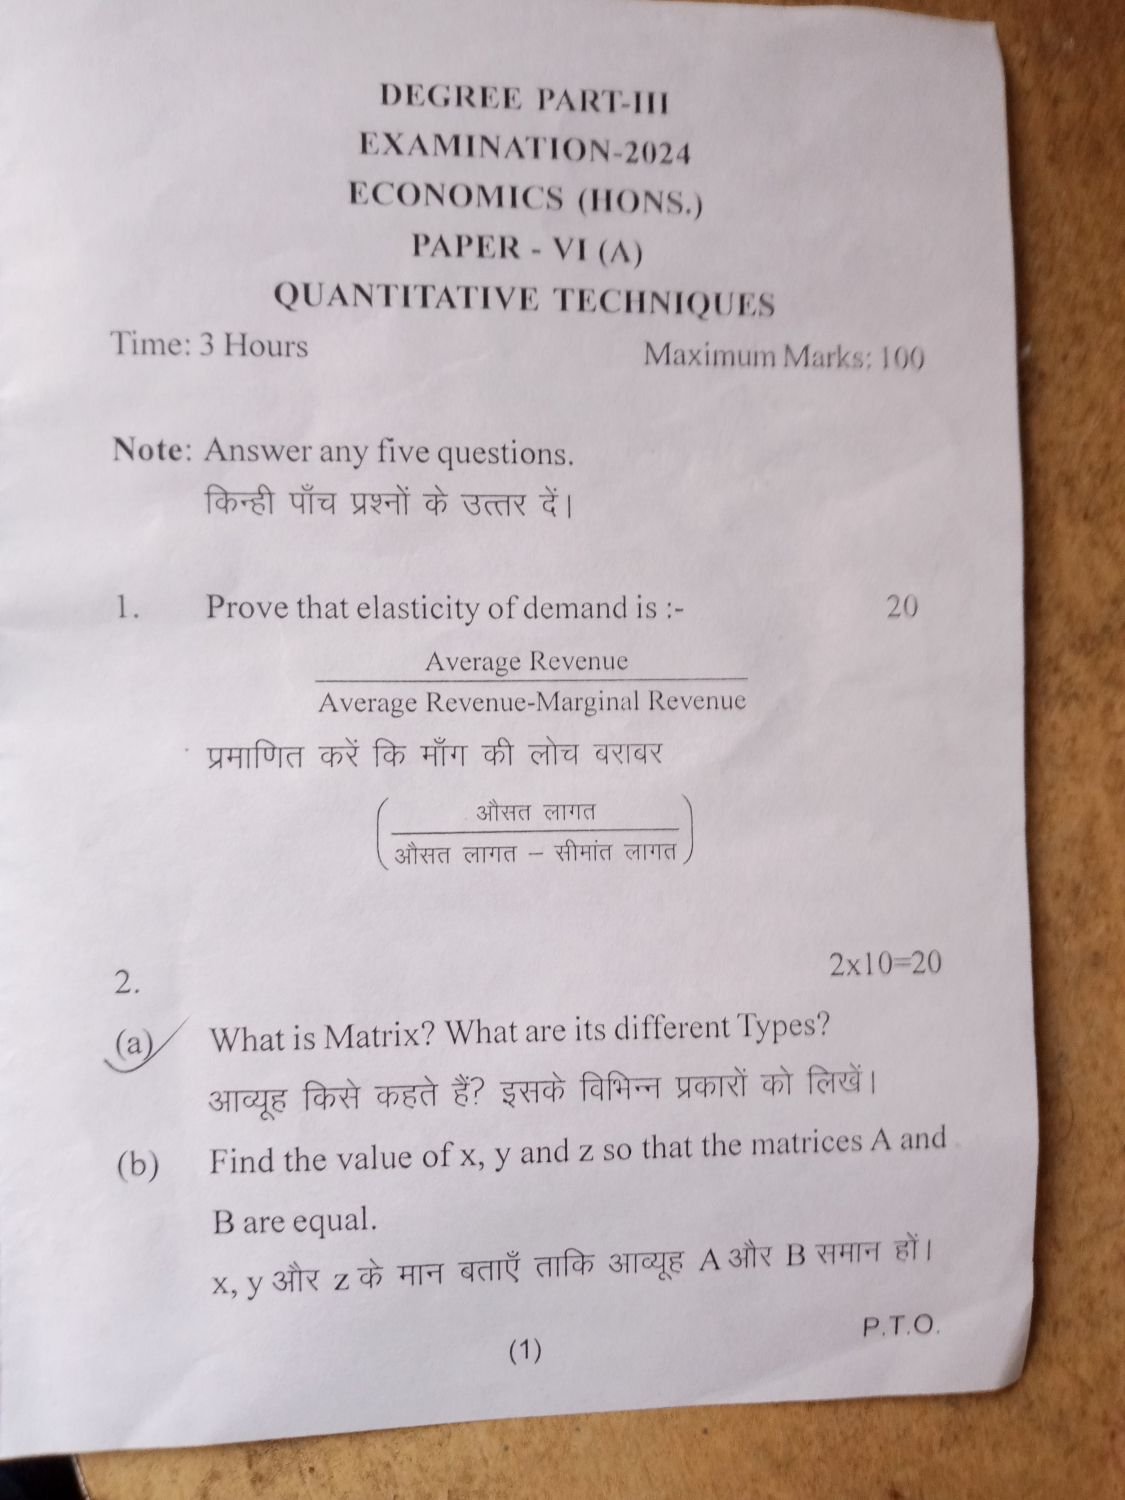 DEGREE PART-III
EXAMINATION-2024
ECONOMICS (HONS.)
PAPER - VI (A)
QUANTITATIVE TECHNIQUES
Time: 3 Hours Maximum Marks: 100
Note: Answer any five questions.
किन्ही पाँच प्रश्नों के उत्तर दें।
1. Prove that elasticity of demand is :- 20
Average Revenue
Average Revenue-Marginal Revenue
प्रमाणित करें कि माँग की लोच बराबर
औसत लागत
औसत लागत – सीमांत लागत
2. 2x10=20
(a) What is Matrix? What are its different Types?
आव्यूह किसे कहते हैं? इसके विभिन्न प्रकारों को लिखें।
(b) Find the value of x, y and z so that the matrices A and
B are equal.
x, y और z के मान बताएँ ताकि आव्यूह A और B समान हों।
P.T.O.
(1)